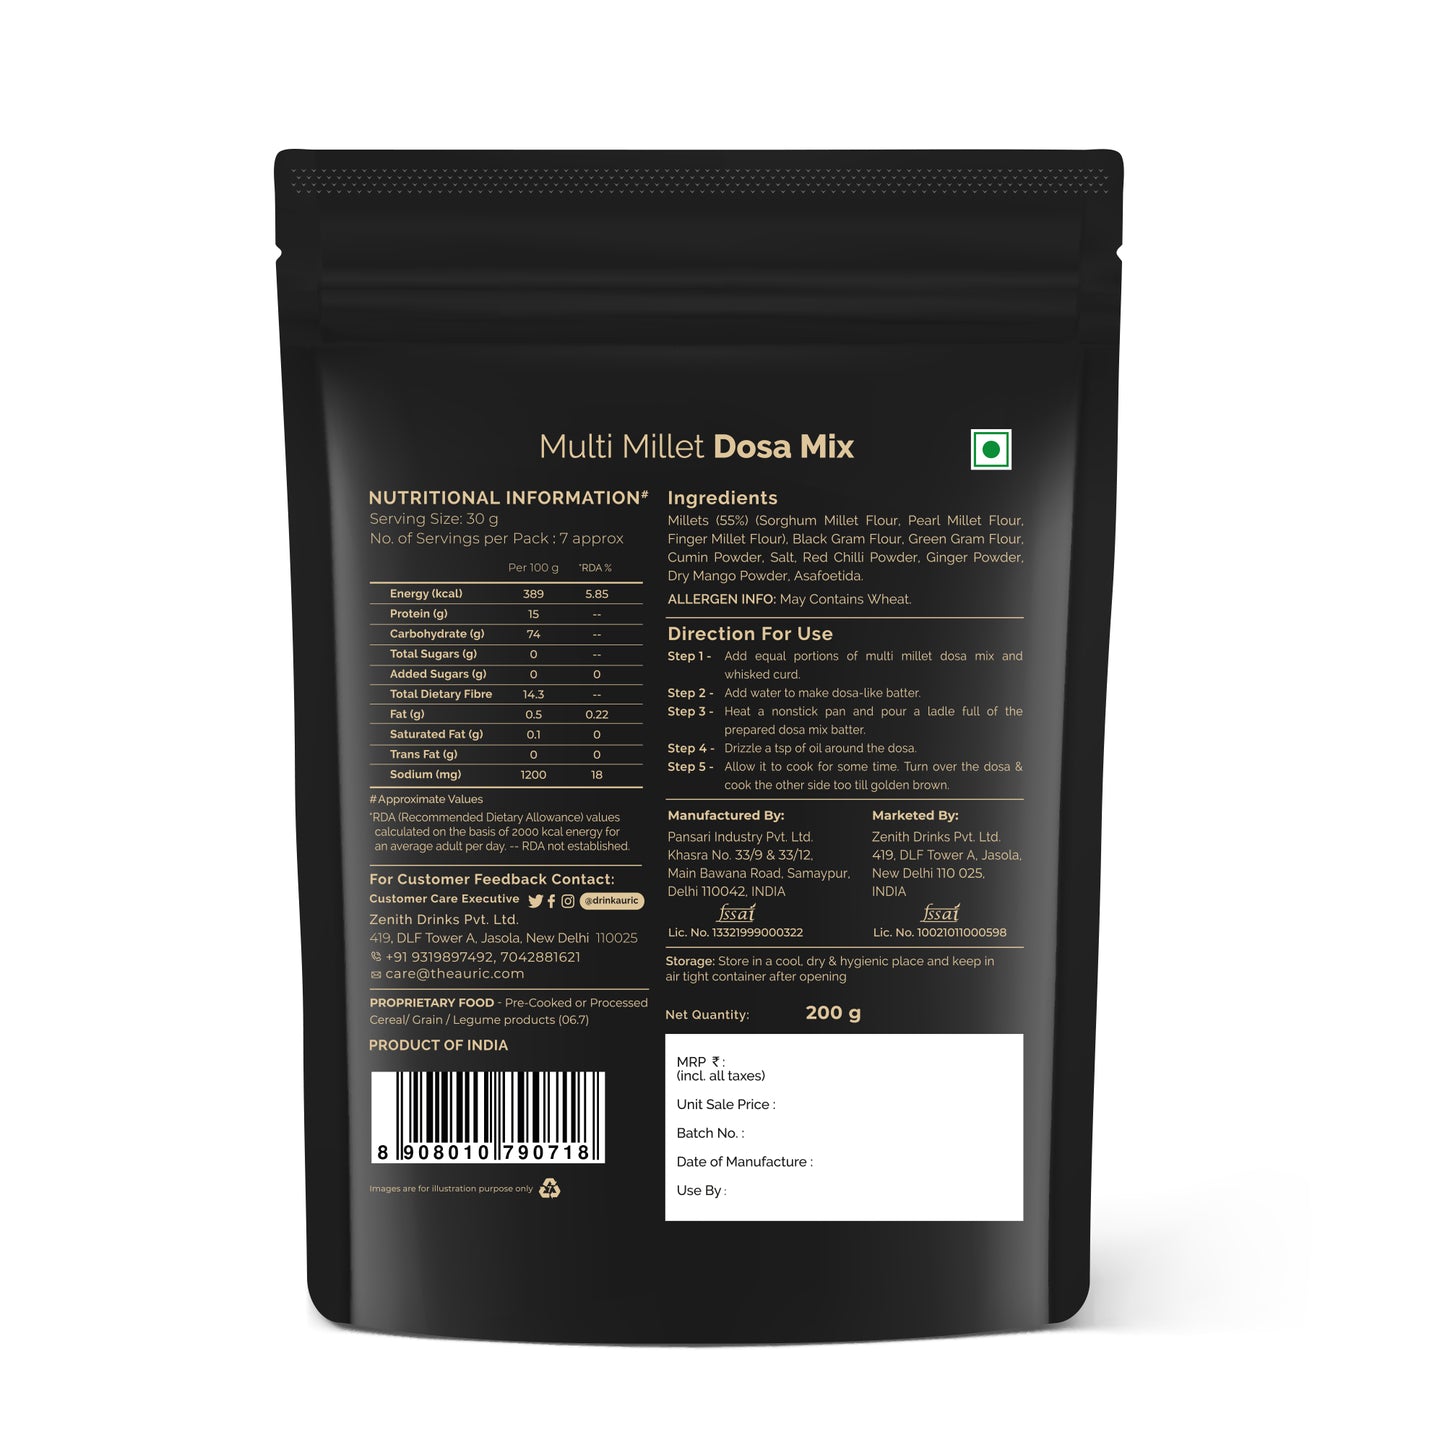 Multi Millet Dosa Mix
NUTRITIONAL INFORMATION#
Serving Size: 30 g
No. of Servings per Pack : 7 approx
Per 100 g *RDA %
Energy (kcal) 389 5.85
Protein (g) 15 --
Carbohydrate (g) 74 --
Total Sugars (g) 0 --
Added Sugars (g) 0 0
Total Dietary Fibre 14.3 --
Fat (g) 0.5 0.22
Saturated Fat (g) 0.1 0
Trans Fat (g) 0 0
Sodium (mg) 1200 18
#Approximate Values
*RDA (Recommended Dietary Allowance) values
calculated on the basis of 2000 kcal energy for
an average adult per day. -- RDA not established.
For Customer Feedback Contact:
Customer Care Executive @drinkauric
Zenith Drinks Pvt. Ltd.
419, DLF Tower A, Jasola, New Delhi 110025
+91 9319897492, 7042881621
care@theauric.com
PROPRIETARY FOOD - Pre-Cooked or Processed
Cereal/ Grain / Legume products (06.7)
PRODUCT OF INDIA
8 908010 790718
Images are for illustration purpose only
7
Ingredients
Millets (55%) (Sorghum Millet Flour, Pearl Millet Flour,
Finger Millet Flour), Black Gram Flour, Green Gram Flour,
Cumin Powder, Salt, Red Chilli Powder, Ginger Powder,
Dry Mango Powder, Asafoetida.
ALLERGEN INFO: May Contains Wheat.
Direction For Use
Step 1 - Add equal portions of multi millet dosa mix and
whisked curd.
Step 2 - Add water to make dosa-like batter.
Step 3 - Heat a nonstick pan and pour a ladle full of the
prepared dosa mix batter.
Step 4 - Drizzle a tsp of oil around the dosa.
Step 5 - Allow it to cook for some time. Turn over the dosa &
cook the other side too till golden brown.
Manufactured By:
Pansari Industry Pvt. Ltd.
Khasra No. 33/9 & 33/12,
Main Bawana Road, Samaypur,
Delhi 110042, INDIA
fssai
Lic. No. 13321999000322
Marketed By:
Zenith Drinks Pvt. Ltd.
419, DLF Tower A, Jasola,
New Delhi 110 025,
INDIA
fssai
Lic. No. 10021011000598
Storage: Store in a cool, dry & hygienic place and keep in
air tight container after opening
Net Quantity: 200 g
MRP ₹ :
(incl. all taxes)
Unit Sale Price :
Batch No. :
Date of Manufacture :
Use By :